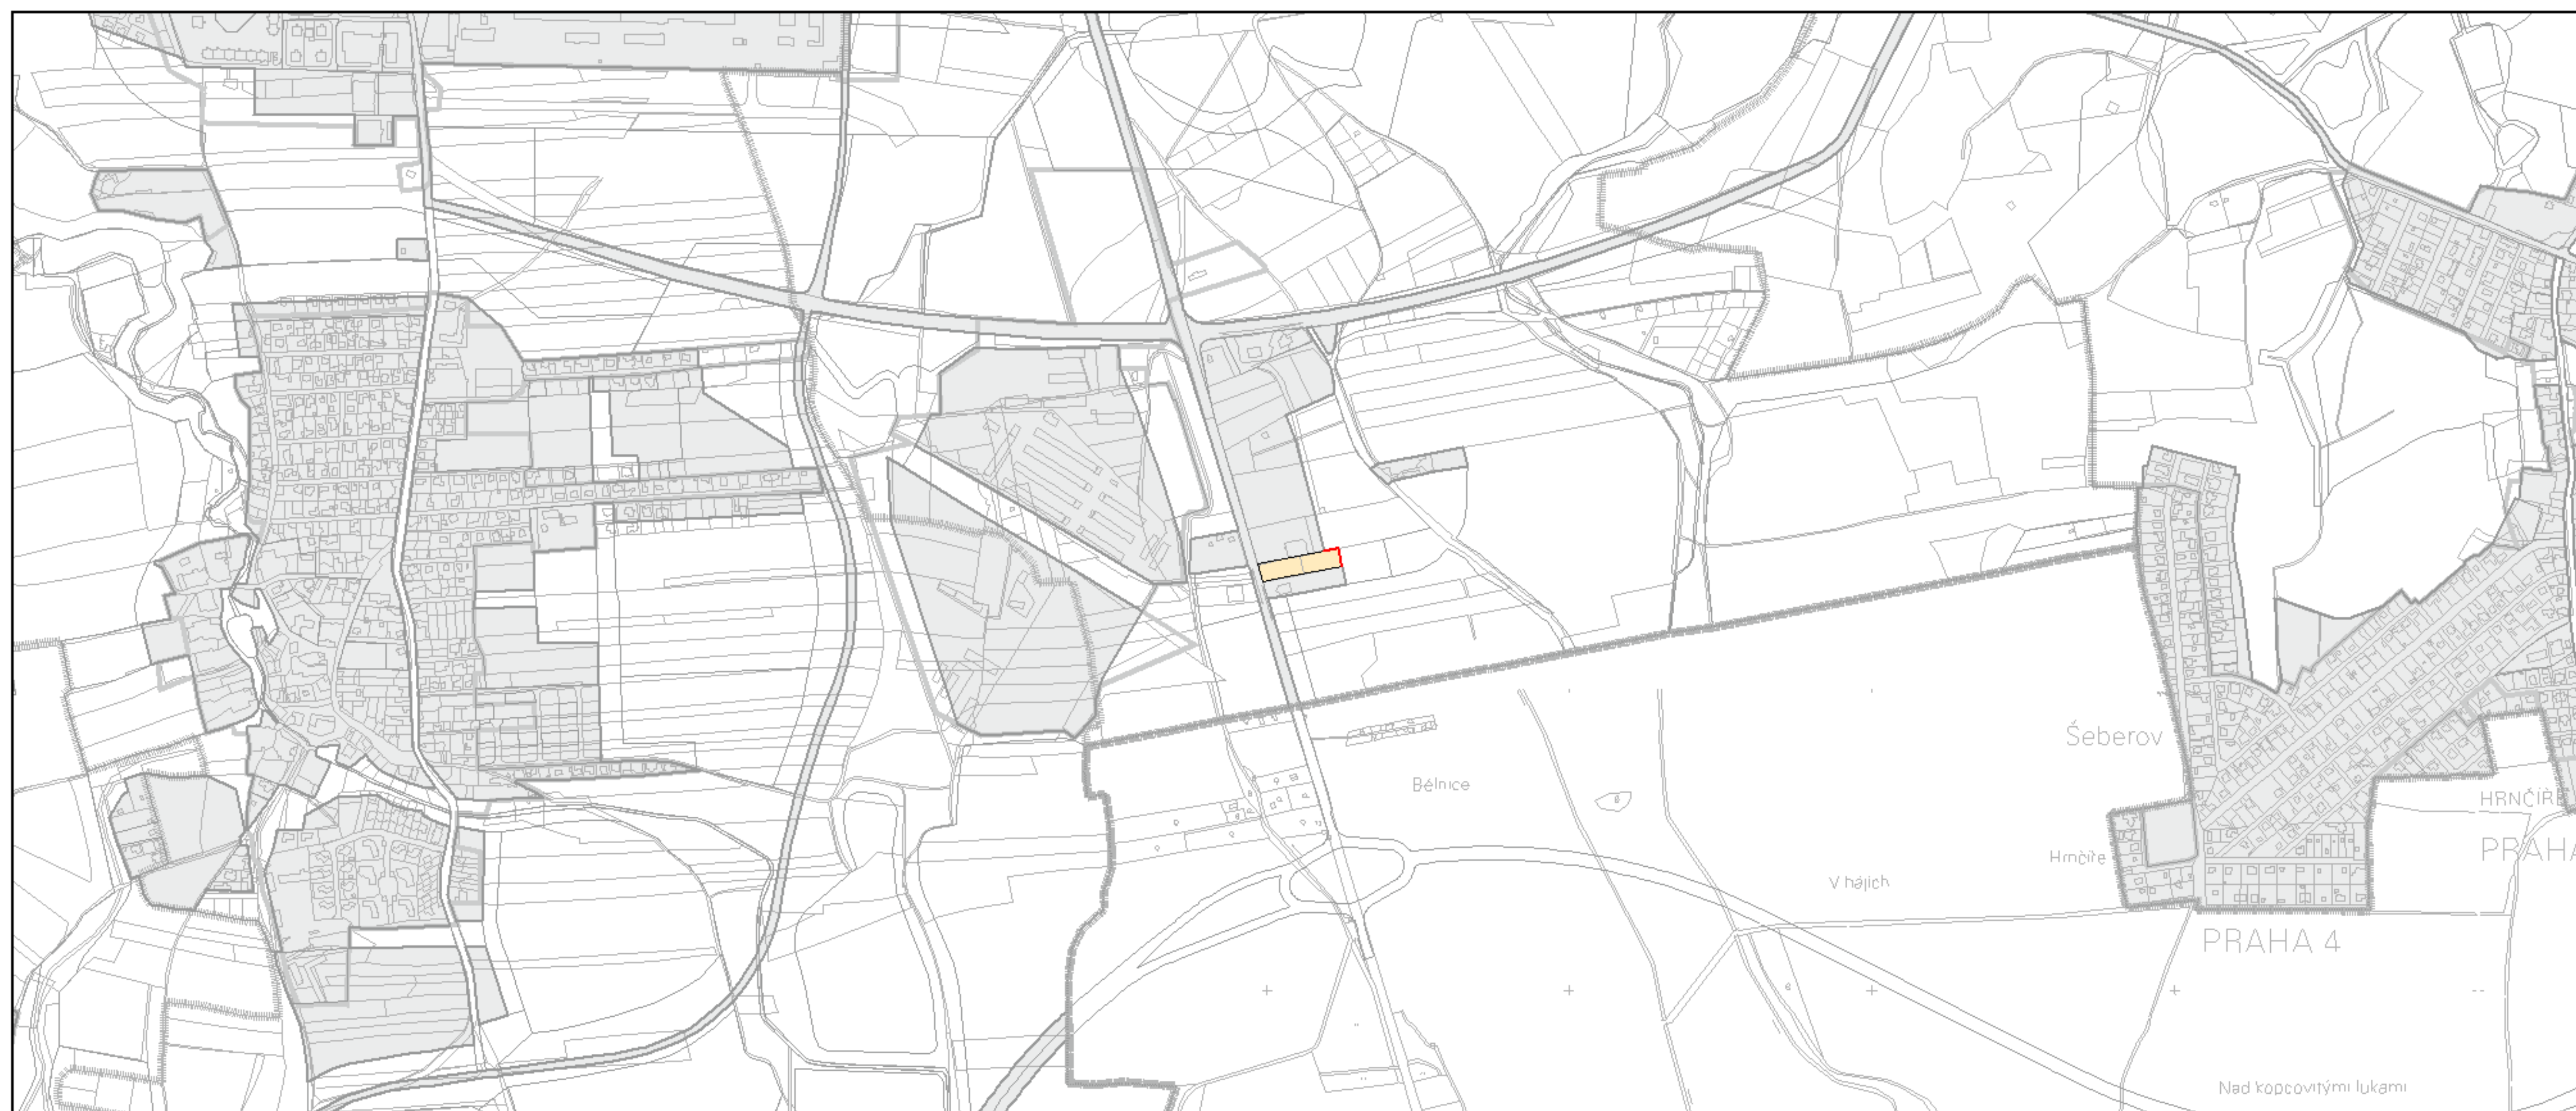 Šeberov
Bělnice
HRNČÍŘE
PRAHA
Hrnčíře
V hájích
PRAHA 4
Nad kopcovitými lukami